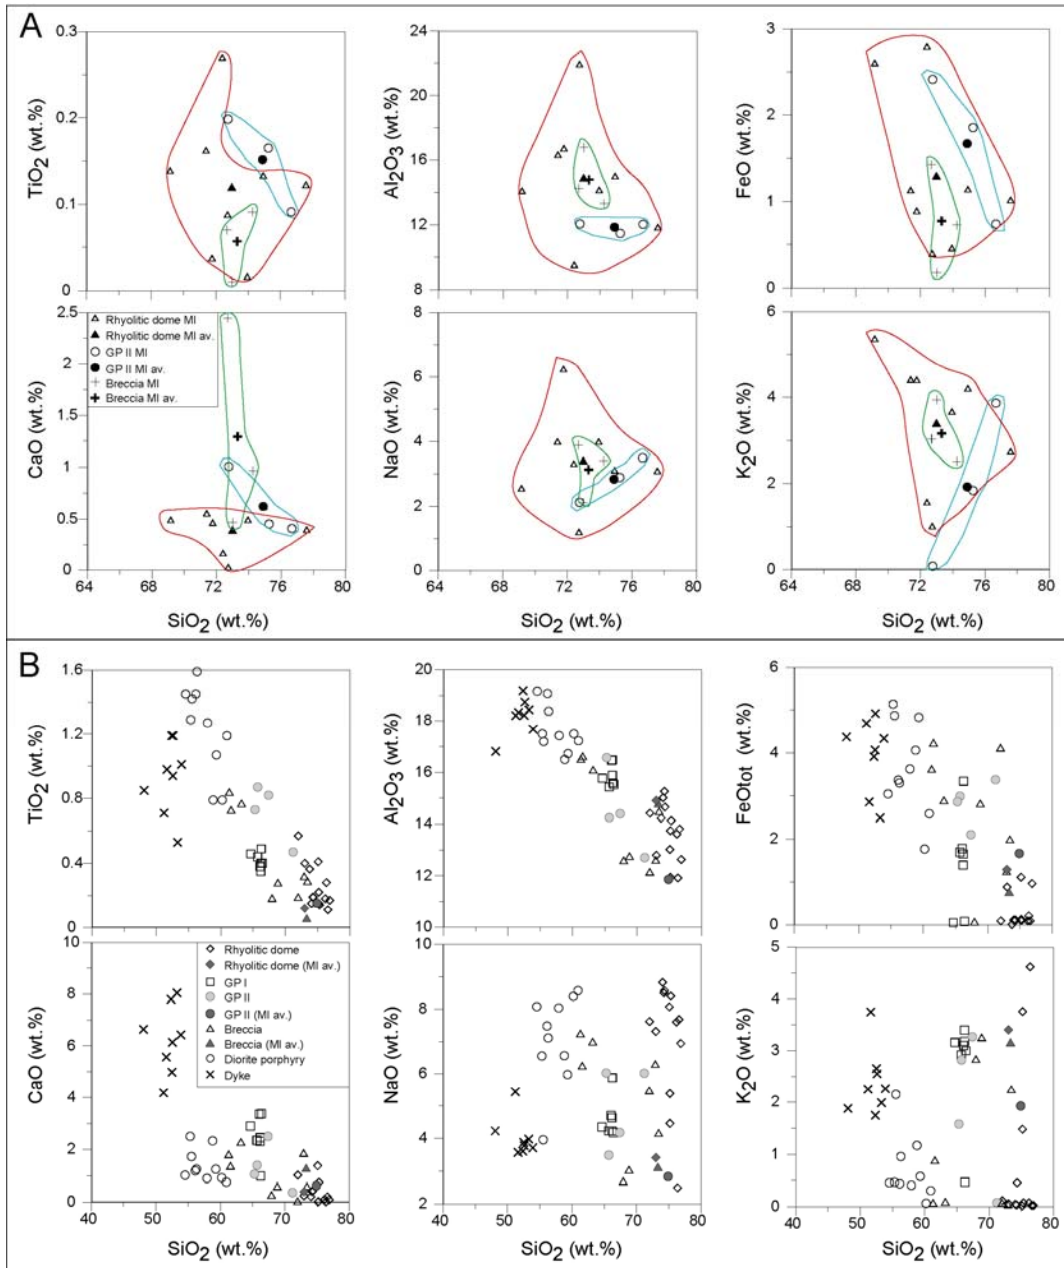 A
TiO2 (wt.%)
0.3
0.2
0.1
0
Al2O3 (wt.%)
24
20
16
12
8
FeO (wt.%)
3
2
1
0
CaO (wt.%)
2.5
2
1.5
1
0.5
0
Rhyolitic dome MI
Rhyolitic dome MI av.
GP II MI
GP II MI av.
Breccia MI
Breccia MI av.
64 68 72 76 80
SiO2 (wt.%)
NaO (wt.%)
8
6
4
2
0
64 68 72 76 80
SiO2 (wt.%)
K2O (wt.%)
6
4
2
0
64 68 72 76 80
SiO2 (wt.%)
B
TiO2 (wt.%)
1.6
1.2
0.8
0.4
0
Al2O3 (wt.%)
20
18
16
14
12
10
FeOtot (wt.%)
6
4
2
0
CaO (wt.%)
10
8
6
4
2
0
Rhyolitic dome
Rhyolitic dome (MI av.)
GP I
GP II
GP II (MI av.)
Breccia
Breccia (MI av.)
Diorite porphyry
Dyke
40 50 60 70 80
SiO2 (wt.%)
NaO (wt.%)
10
8
6
4
2
40 50 60 70 80
SiO2 (wt.%)
K2O (wt.%)
5
4
3
2
1
0
40 50 60 70 80
SiO2 (wt.%)